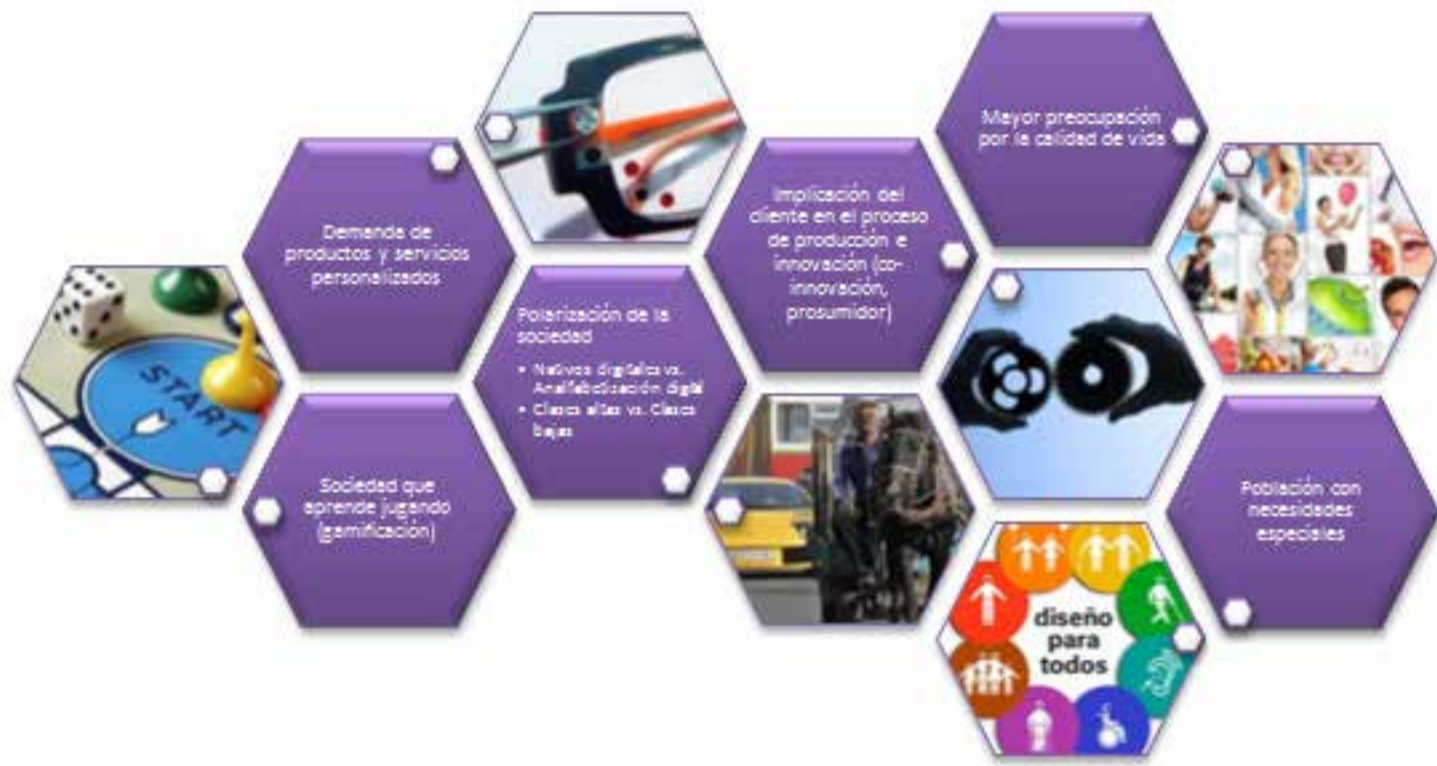 Mayor preocupación
por la calidad de vida
Implicación del
cliente en el proceso
de producción e
innovación (co-
innovación,
prosumidor)
Demanda de
productos y servicios
personalizados
Polarización de la
sociedad
• Nativos digitales vs.
Analfabetización digital
• Clases altas vs. Clases
bajas
START
Sociedad que
aprende jugando
(gamificación)
Población con
necesidades
especiales
diseño
para
todos